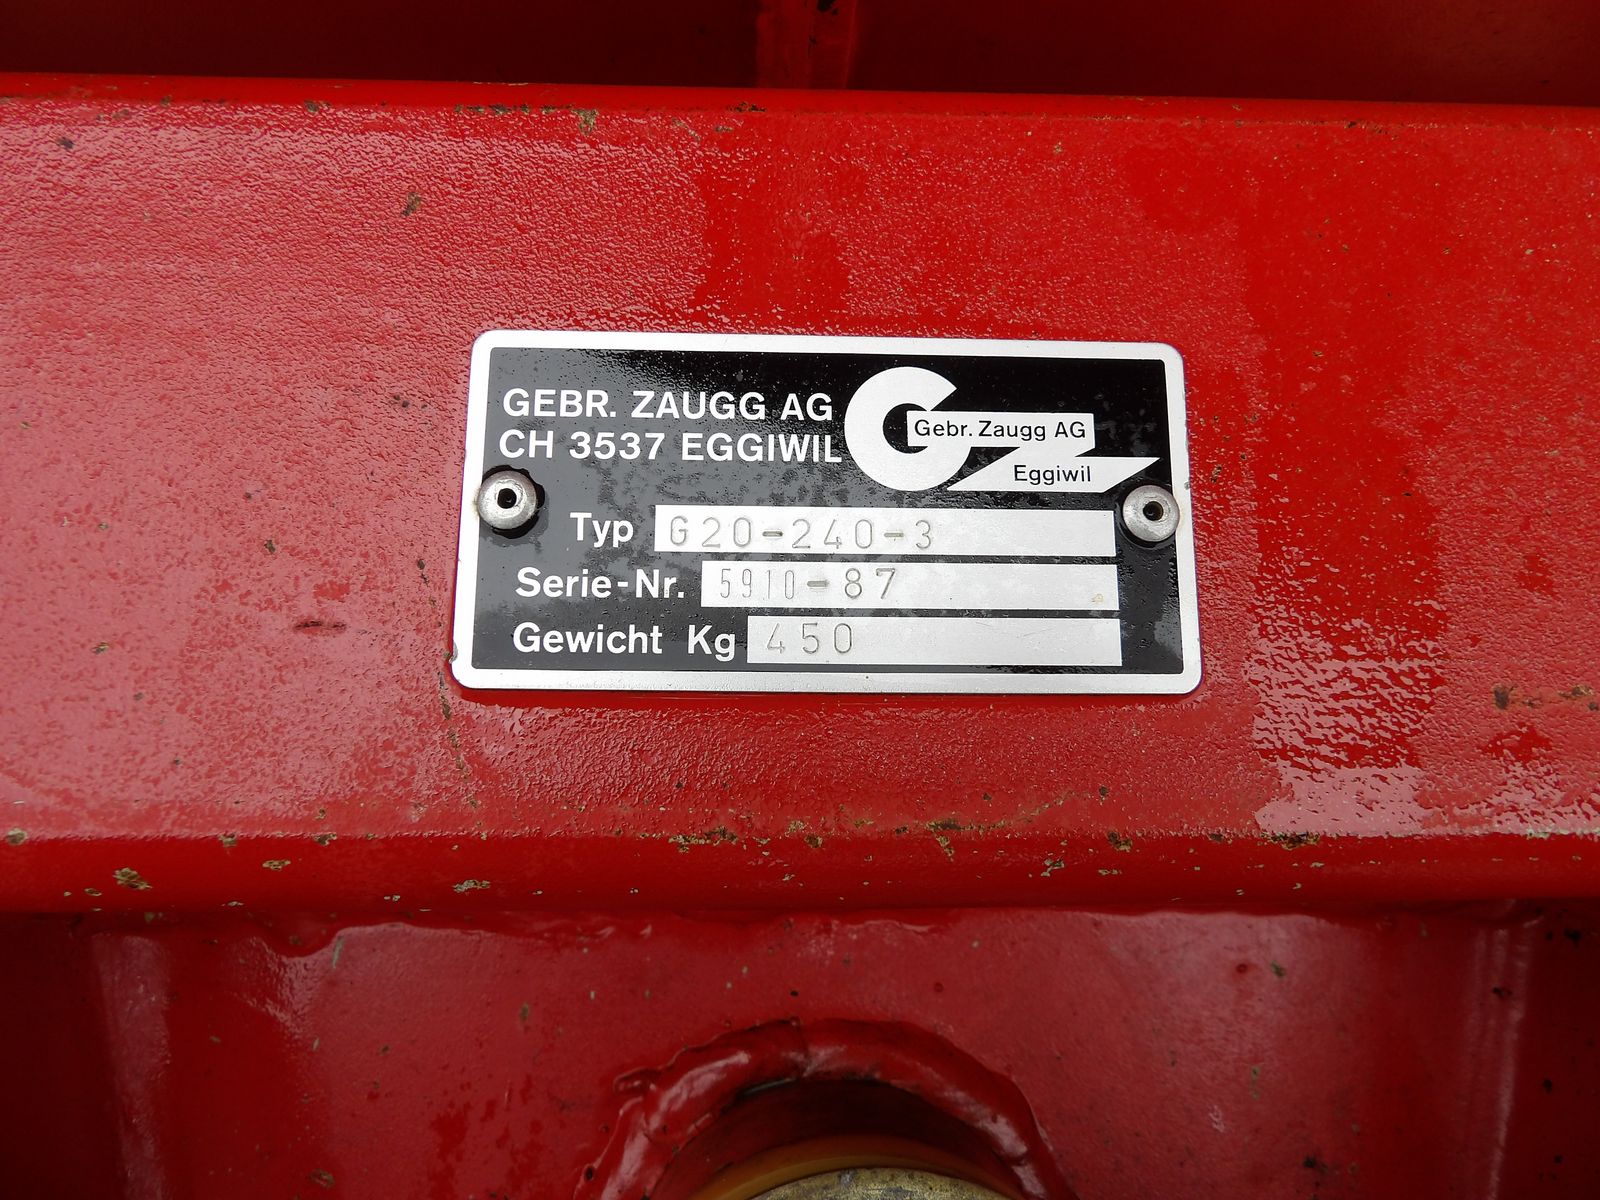 GEBR. ZAUGG AG
CH 3537 EGGIWIL
Gebr. Zaugg AG
Eggiwil
Typ G20-240-3
Serie-Nr. 5910-87
Gewicht Kg 450